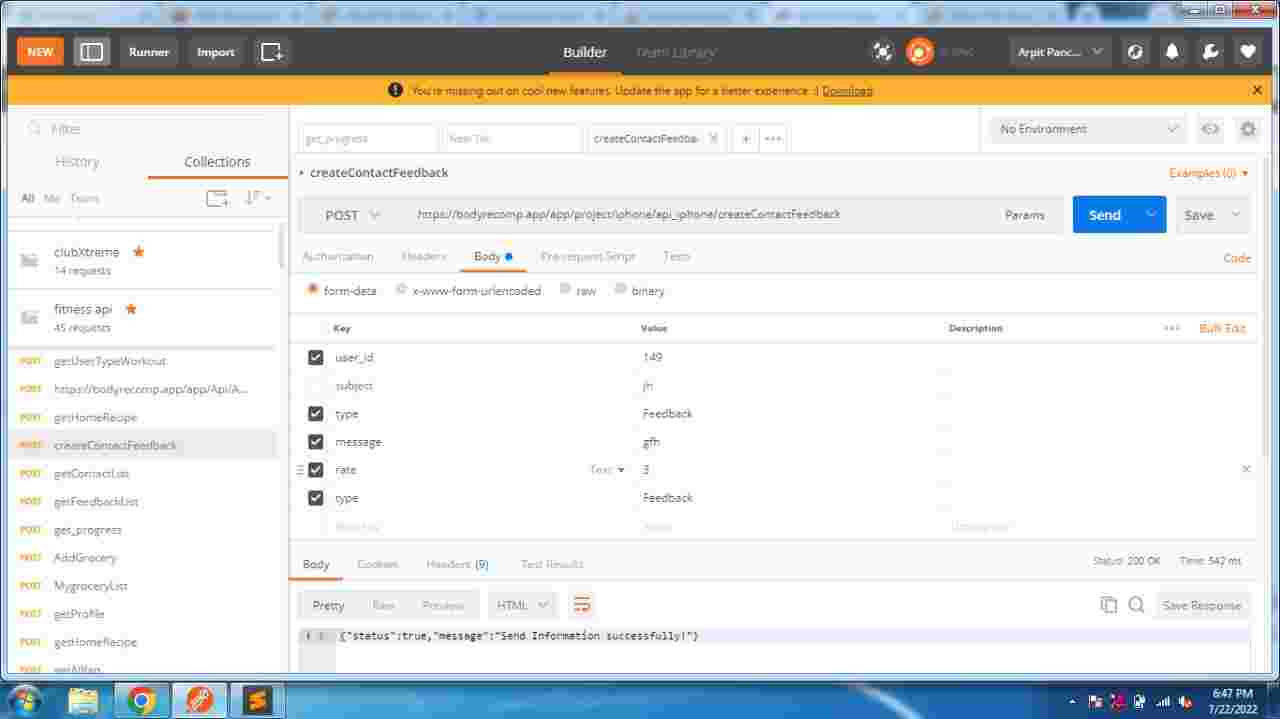 NEW Runner Import Builder Team Library Arpit Panc...
You're missing out on cool new features. Update the app for a better experience :) Download
Filter
History Collections
All Me Team
clubXtreme
14 requests
fitness api
45 requests
POST getUserTypeWorkout
POST https://bodyrecomp.app/app/Api/A...
POST getHomeRecipe
POST createContactFeedback
POST getContactList
POST getFeedbackList
POST get_progress
POST AddGrocery
POST MygroceryList
POST getProfile
POST getHomeRecipe
get_progress New Tab createContactFeedba No Environment
createContactFeedback Examples (0)
POST https://bodyrecomp.app/app/project/iphone/api_iphone/createContactFeedback Params Send Save
Authorization Headers Body Pre-request Script Tests Code
form-data x-www-form-urlencoded raw binary
Key Value Description Bulk Edit
user_id 149
subject jh
type Feedback
message gfh
rate Text 3
type Feedback
New key Value Description
Body Cookies Headers (9) Test Results Status: 200 OK Time: 542 ms
Pretty Raw Preview HTML Save Response
{"status":true,"message":"Send Information successfully!"}
6:47 PM
7/22/2022